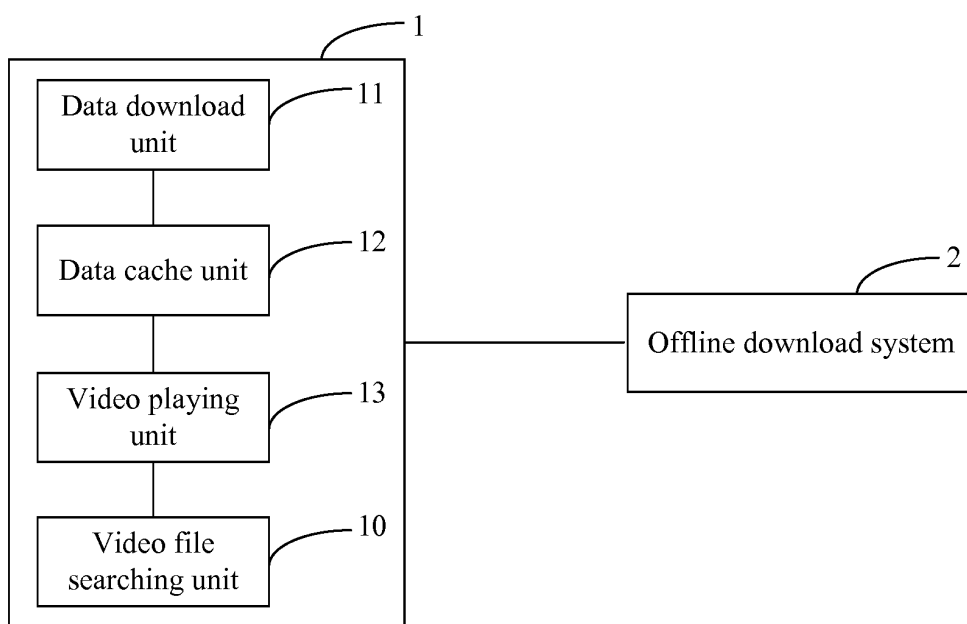 1
Data download
unit
11
Data cache unit
12
2
Offline download system
Video playing
unit
13
Video file
searching unit
10